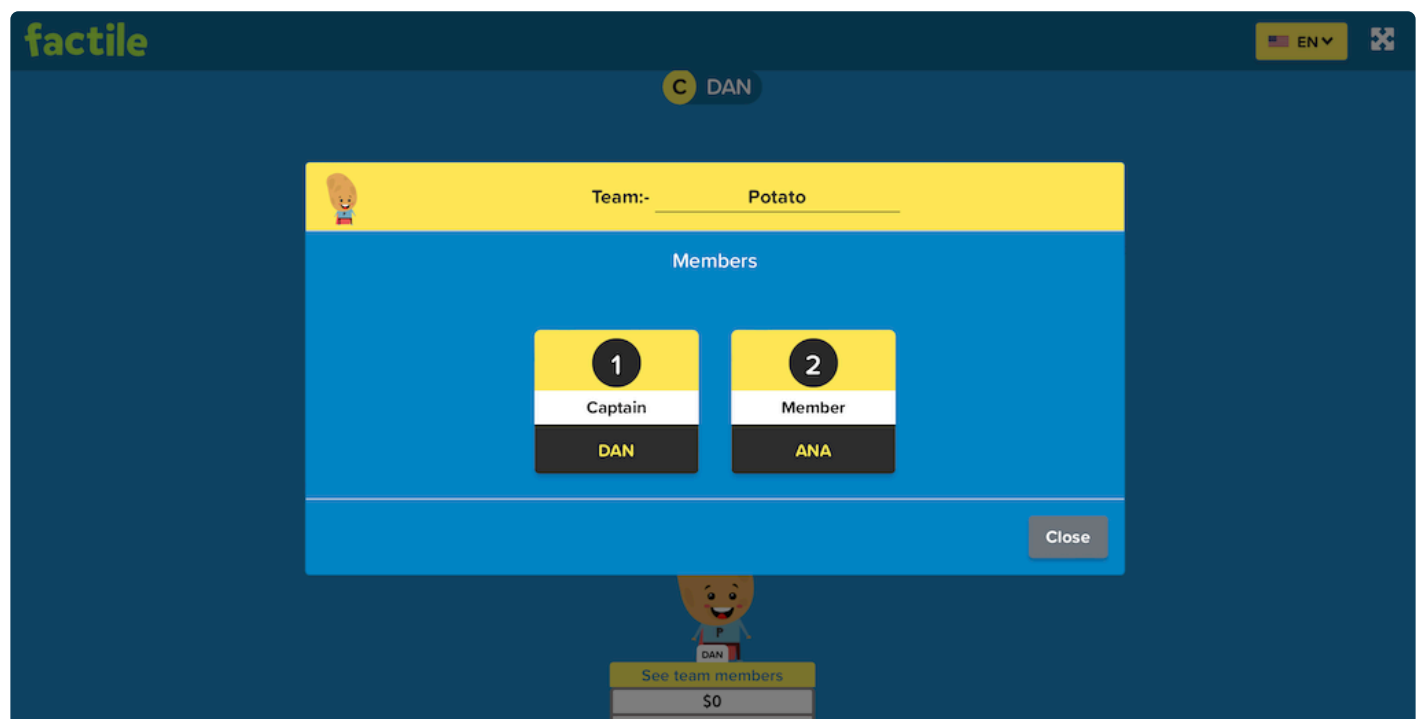 factile
EN
C DAN
Team:- Potato
Members
1 2
Captain Member
DAN ANA
Close
P
DAN
See team members
$0